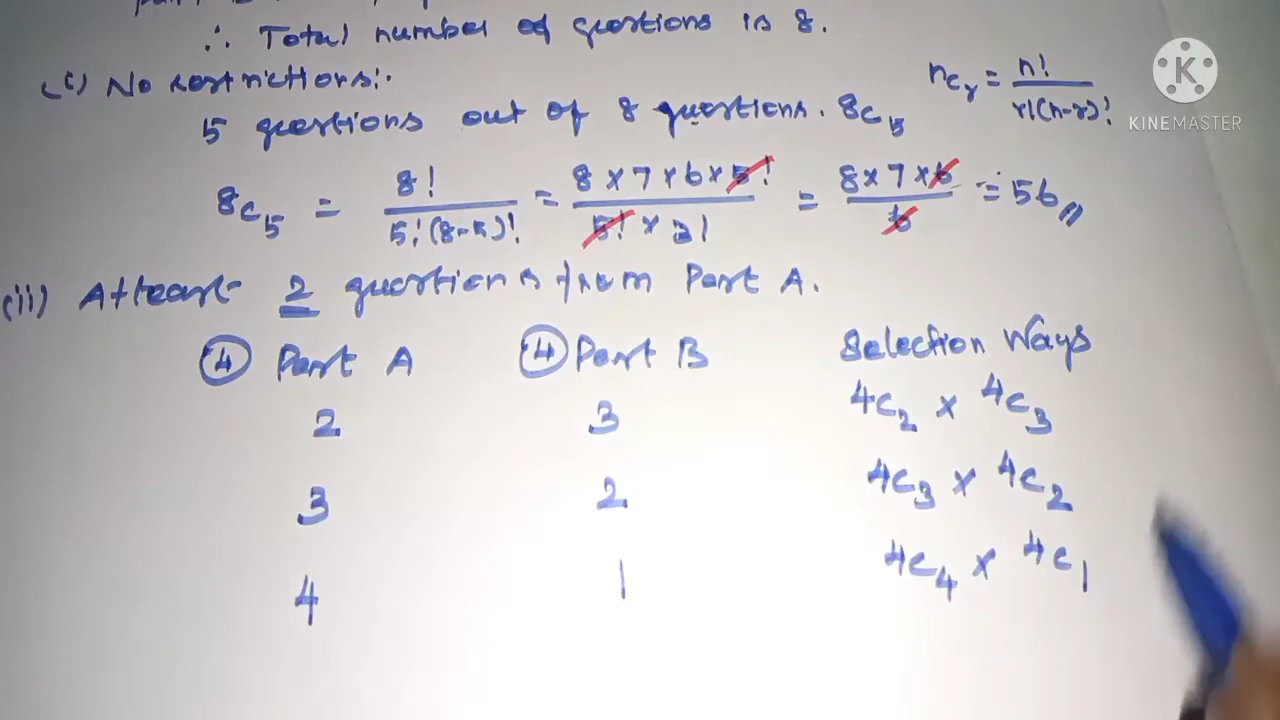 ∴ Total number of questions is 8.
(i) No restrictions:
nCr = n! / r!(n-r)!
KINEMASTER
5 questions out of 8 questions. 8C5
8C5 = 8! / 5!(8-5)! = 8 × 7 × 6 × 5! / 5! × 3! = 8 × 7 × 6 / 6 = 56//
(ii) Atleast 2 questions from Part A.
④ Part A ④ Part B Selection Ways
2 3 4C2 × 4C3
3 2 4C3 × 4C2
4 1 4C4 × 4C1